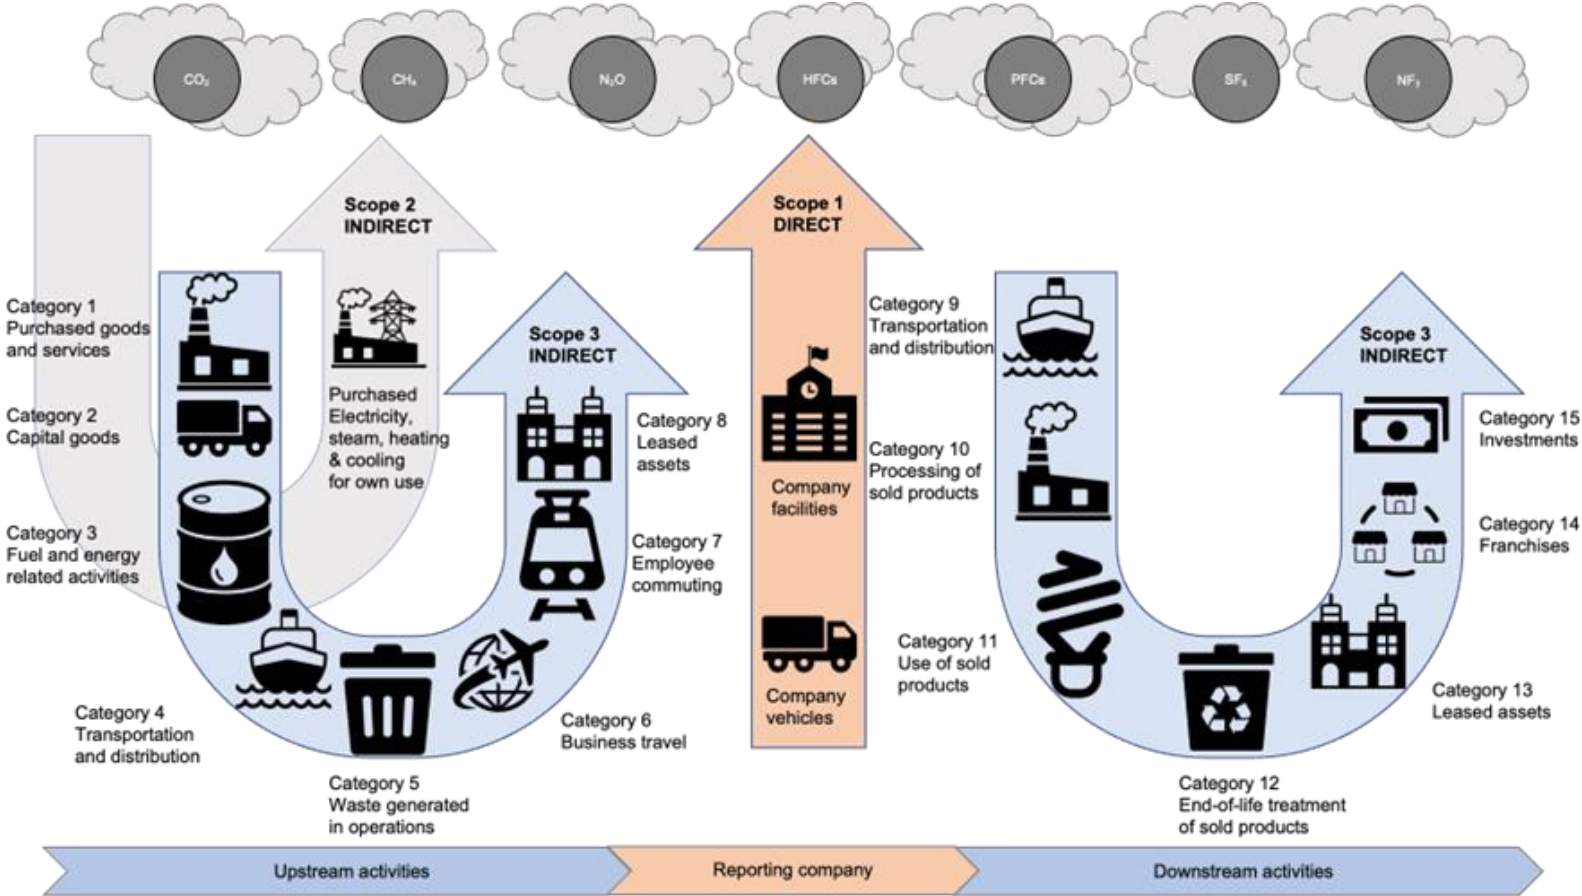 CO₂
CH₄
N₂O
HFCs
PFCs
SF₆
NF₃
Scope 2
INDIRECT
Scope 1
DIRECT
Category 1
Purchased goods
and services
Category 2
Capital goods
Category 3
Fuel and energy
related activities
Category 4
Transportation
and distribution
Category 5
Waste generated
in operations
Category 6
Business travel
Category 7
Employee
commuting
Category 8
Leased
assets
Scope 3
INDIRECT
Purchased
Electricity,
steam, heating
& cooling
for own use
Company
facilities
Company
vehicles
Category 9
Transportation
and distribution
Category 10
Processing of
sold products
Category 11
Use of sold
products
Category 12
End-of-life treatment
of sold products
Category 13
Leased assets
Category 14
Franchises
Category 15
Investments
Scope 3
INDIRECT
Upstream activities
Reporting company
Downstream activities